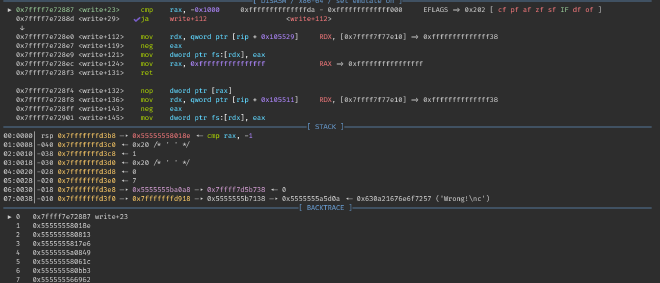 [ DISASM / x86-64 / set emulate on ]
► 0x7ffff7e72887 <write+23> cmp rax, -0x1000 0xffffffffffffffda - 0xfffffffffffff000 EFLAGS => 0x202 [ cf pf af zf sf IF df of ]
0x7ffff7e7288d <write+29> ✔ ja write+112 <write+112>
↓
0x7ffff7e728e0 <write+112> mov rdx, qword ptr [rip + 0x105529] RDX, [0x7ffff7f77e10] => 0xffffffffffffff38
0x7ffff7e728e7 <write+119> neg eax
0x7ffff7e728e9 <write+121> mov dword ptr fs:[rdx], eax
0x7ffff7e728ec <write+124> mov rax, 0xffffffffffffffff RAX => 0xffffffffffffffff
0x7ffff7e728f3 <write+131> ret
0x7ffff7e728f4 <write+132> nop dword ptr [rax]
0x7ffff7e728f8 <write+136> mov rdx, qword ptr [rip + 0x105511] RDX, [0x7ffff7f77e10] => 0xffffffffffffff38
0x7ffff7e728ff <write+143> neg eax
0x7ffff7e72901 <write+145> mov dword ptr fs:[rdx], eax
[ STACK ]
00:0000│ rsp 0x7fffffffd3b8 —▸ 0x55555558018e ◂— cmp rax, -1
01:0008│-040 0x7fffffffd3c0 ◂— 0x20 /* ' ' */
02:0010│-038 0x7fffffffd3c8 ◂— 1
03:0018│-030 0x7fffffffd3d0 ◂— 0x20 /* ' ' */
04:0020│-028 0x7fffffffd3d8 ◂— 0
05:0028│-020 0x7fffffffd3e0 ◂— 7
06:0030│-018 0x7fffffffd3e8 —▸ 0x5555555ba0a8 —▸ 0x7ffff7d5b738 ◂— 0
07:0038│-010 0x7fffffffd3f0 —▸ 0x7fffffffd918 —▸ 0x5555555b7138 —▸ 0x5555555a5d0a ◂— 0x630a21676e6f7257 ('Wrong!\nc')
[ BACKTRACE ]
► 0 0x7ffff7e72887 write+23
1 0x55555558018e
2 0x555555580813
3 0x5555555817e6
4 0x5555555a0849
5 0x55555558061c
6 0x555555580bb3
7 0x555555566962